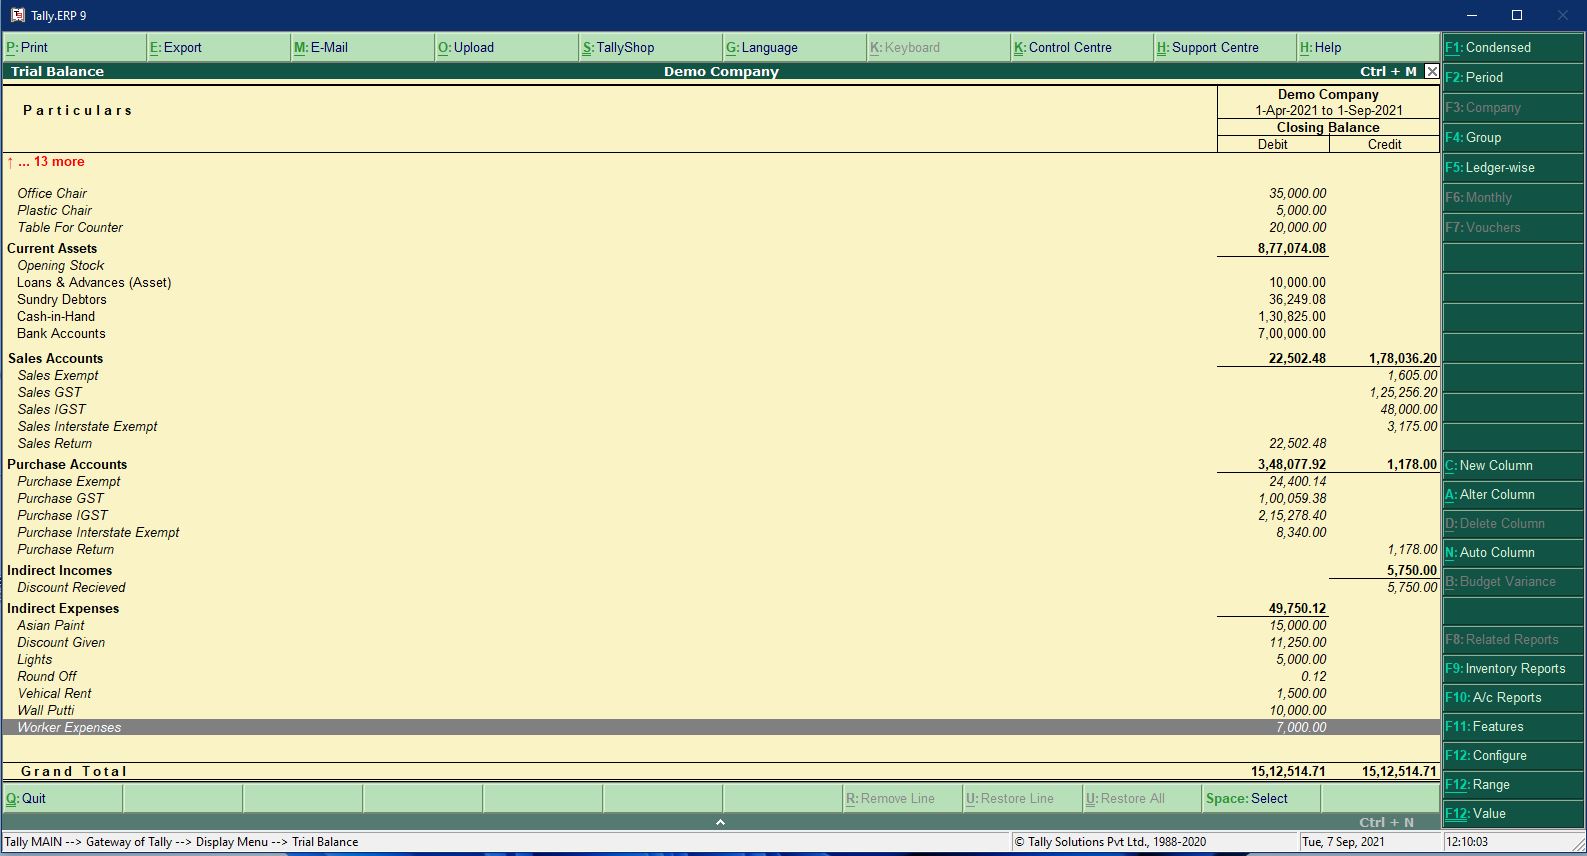 Tally.ERP 9
P: Print E: Export M: E-Mail O: Upload S: TallyShop G: Language K: Keyboard K: Control Centre H: Support Centre H: Help
F1: Condensed
Trial Balance Demo Company Ctrl + M
F2: Period
Particulars
Demo Company
1-Apr-2021 to 1-Sep-2021
Closing Balance
Debit Credit
F3: Company
F4: Group
F5: Ledger-wise
F6: Monthly
F7: Vouchers
↑ ... 13 more
Office Chair 35,000.00
Plastic Chair 5,000.00
Table For Counter 20,000.00
Current Assets 8,77,074.08
Opening Stock
Loans & Advances (Asset) 10,000.00
Sundry Debtors 36,249.08
Cash-in-Hand 1,30,825.00
Bank Accounts 7,00,000.00
Sales Accounts 22,502.48 1,78,036.20
Sales Exempt 1,605.00
Sales GST 1,25,256.20
Sales IGST 48,000.00
Sales Interstate Exempt 3,175.00
Sales Return 22,502.48
Purchase Accounts 3,48,077.92 1,178.00
Purchase Exempt 24,400.14
Purchase GST 1,00,059.38
Purchase IGST 2,15,278.40
Purchase Interstate Exempt 8,340.00
Purchase Return 1,178.00
Indirect Incomes 5,750.00
Discount Recieved 5,750.00
Indirect Expenses 49,750.12
Asian Paint 15,000.00
Discount Given 11,250.00
Lights 5,000.00
Round Off 0.12
Vehical Rent 1,500.00
Wall Putti 10,000.00
Worker Expenses 7,000.00
Grand Total 15,12,514.71 15,12,514.71
C: New Column
A: Alter Column
D: Delete Column
N: Auto Column
B: Budget Variance
F8: Related Reports
F9: Inventory Reports
F10: A/c Reports
F11: Features
F12: Configure
F12: Range
F12: Value
Q: Quit R: Remove Line U: Restore Line U: Restore All Space: Select
Ctrl + N
Tally MAIN --> Gateway of Tally --> Display Menu --> Trial Balance © Tally Solutions Pvt Ltd., 1988-2020 Tue, 7 Sep, 2021 12:10:03